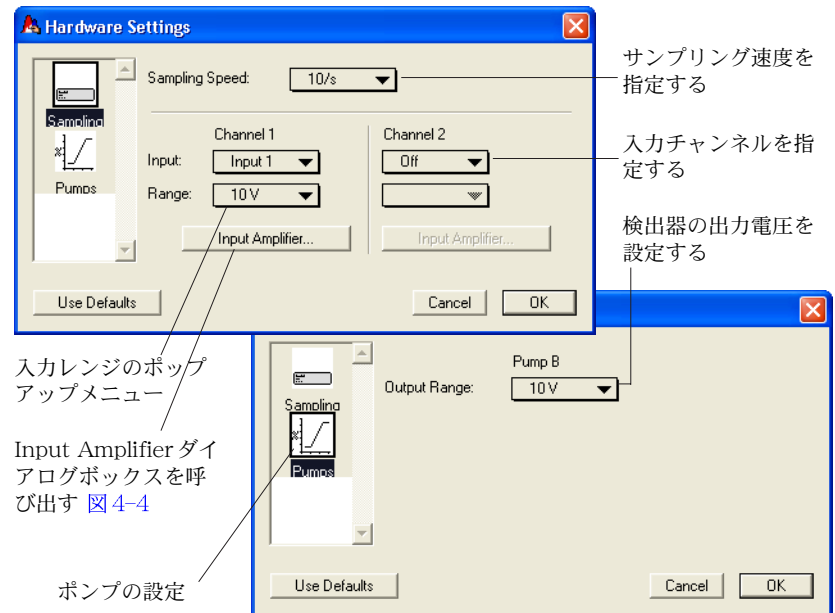 Hardware Settings
Sampling Speed:
10/s
サンプリング速度を
指定する
Sampling
Pumps
Channel 1
Channel 2
Input:
Input 1
Off
入力チャンネルを指
定する
Range:
10 V
Input Amplifier...
Input Amplifier...
検出器の出力電圧を
設定する
Use Defaults
Cancel
OK
入力レンジのポップ
アップメニュー
Input Amplifier ダイ
アログボックスを呼
び出す 図 4-4
ポンプの設定
Sampling
Pumps
Pump B
Output Range:
10 V
Use Defaults
Cancel
OK